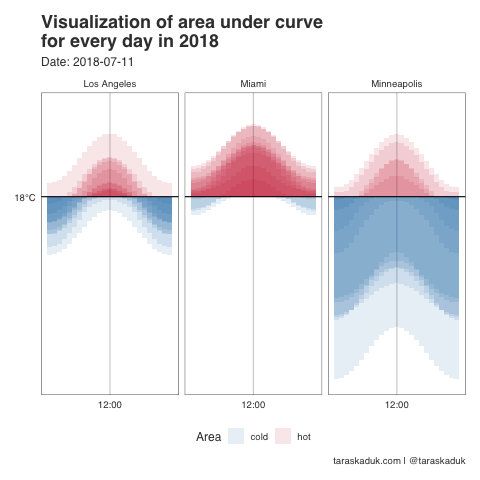 Visualization of area under curve
for every day in 2018
Date: 2018-07-11
Los Angeles
Miami
Minneapolis
18°C
12:00
12:00
12:00
Area
cold
hot
taraskaduk.com | @taraskaduk